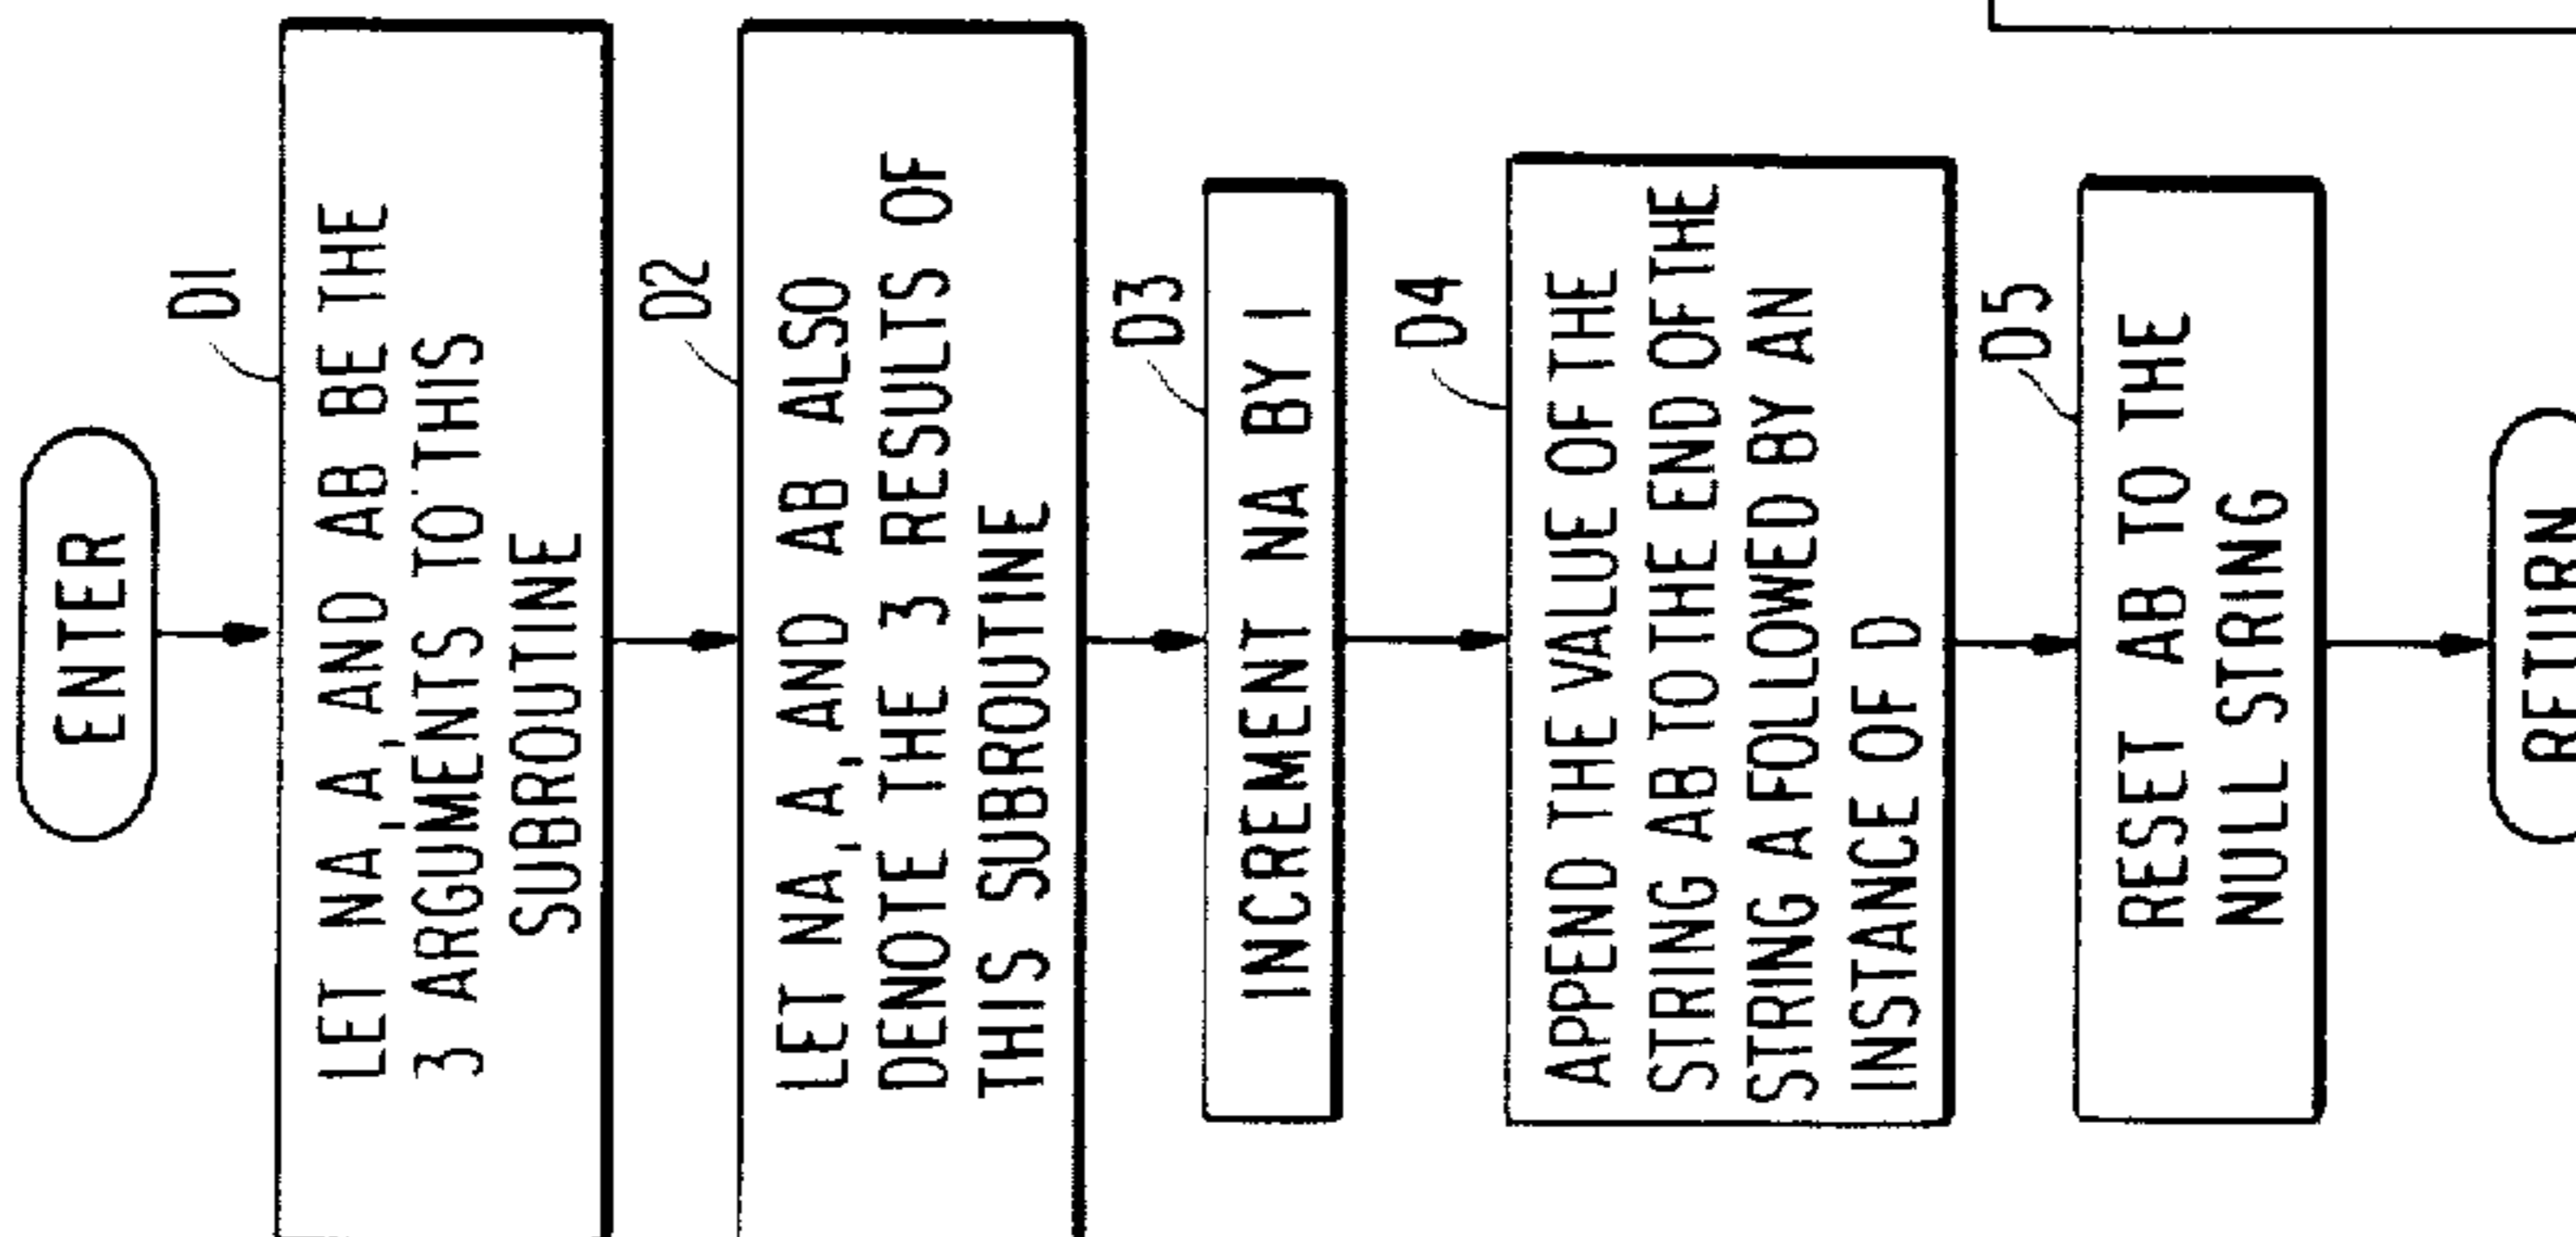 ENTER
D1
LET NA, A, AND AB BE THE
3 ARGUMENTS TO THIS
SUBROUTINE
D2
LET NA, A, AND AB ALSO
DENOTE THE 3 RESULTS OF
THIS SUBROUTINE
D3
INCREMENT NA BY 1
D4
APPEND THE VALUE OF THE
STRING AB TO THE END OF THE
STRING A FOLLOWED BY AN
INSTANCE OF D
D5
RESET AB TO THE
NULL STRING
RETURN